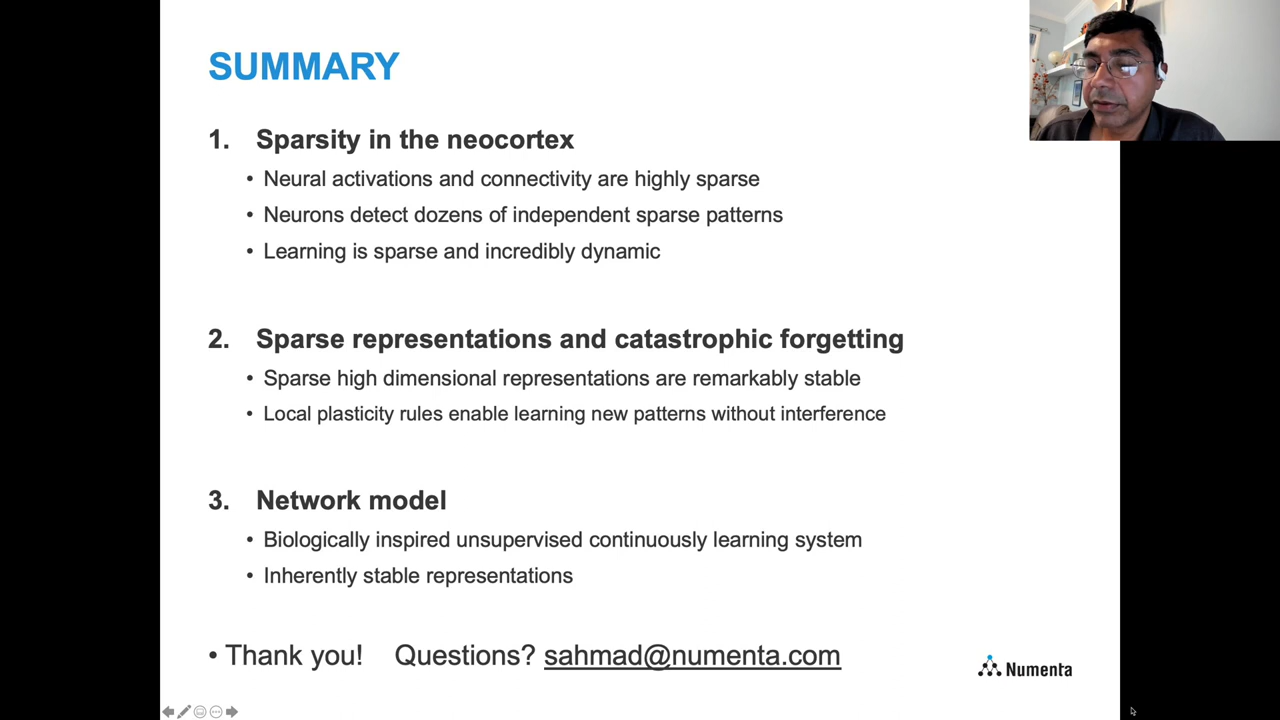 SUMMARY
1. Sparsity in the neocortex
• Neural activations and connectivity are highly sparse
• Neurons detect dozens of independent sparse patterns
• Learning is sparse and incredibly dynamic
2. Sparse representations and catastrophic forgetting
• Sparse high dimensional representations are remarkably stable
• Local plasticity rules enable learning new patterns without interference
3. Network model
• Biologically inspired unsupervised continuously learning system
• Inherently stable representations
• Thank you! Questions? sahmad@numenta.com
Numenta